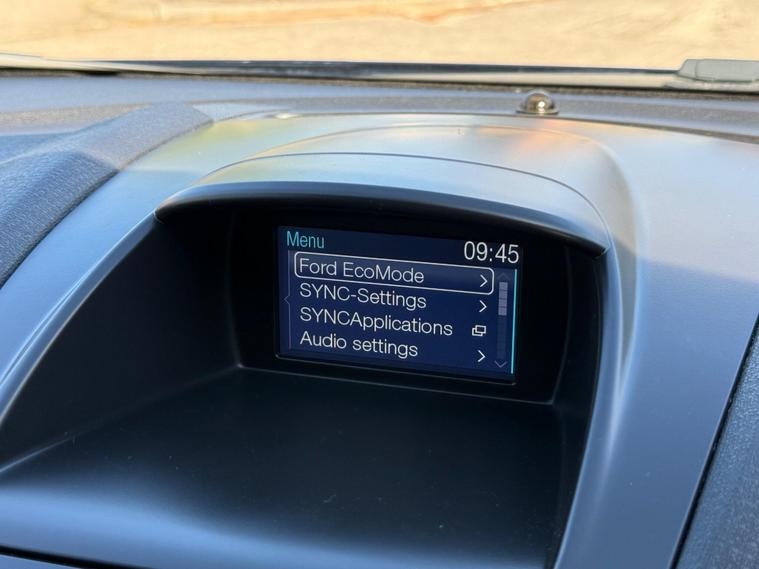 Menu 09:45
Ford EcoMode
SYNC-Settings
SYNCApplications
Audio settings